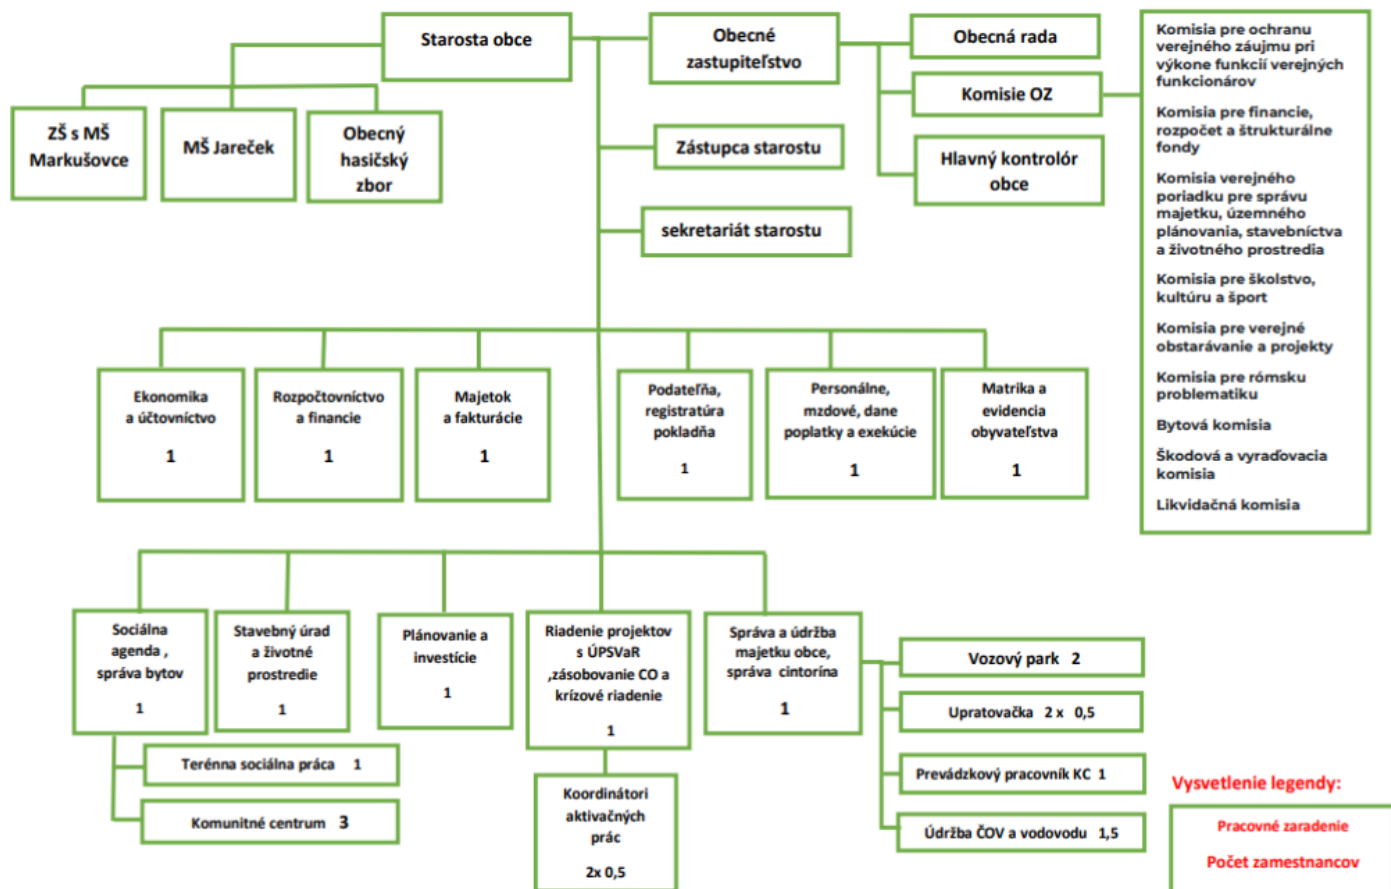 Starosta obce
Obecné
zastupiteľstvo
Obecná rada
Komisie OZ
Hlavný kontrolór
obce
Komisia pre ochranu
verejného záujmu pri
výkone funkcií verejných
funkcionárov
Komisia pre financie,
rozpočet a štrukturálne
fondy
Komisia verejného
poriadku pre správu
majetku, územného
plánovania, stavebníctva
a životného prostredia
Komisia pre školstvo,
kultúru a šport
Komisia pre verejné
obstarávanie a projekty
Komisia pre rómsku
problematiku
Bytová komisia
Škodová a vyraďovacia
komisia
Likvidačná komisia
ZŠ s MŠ
Markušovce
MŠ Jareček
Obecný
hasičský
zbor
Zástupca starostu
sekretariát starostu
Ekonomika
a účtovníctvo
1
Rozpočtovníctvo
a financie
1
Majetok
a fakturácie
1
Podateľňa,
registratúra
pokladňa
1
Personálne,
mzdové, dane
poplatky a exekúcie
1
Matrika a
evidencia
obyvateľstva
1
Sociálna
agenda ,
správa bytov
1
Stavebný úrad
a životné
prostredie
1
Plánovanie a
investície
1
Riadenie projektov
s ÚPSVaR
,zásobovanie CO a
krízové riadenie
1
Správa a údržba
majetku obce,
správa cintorína
1
Terénna sociálna práca 1
Komunitné centrum 3
Koordinátori
aktivačných
prác
2x 0,5
Vozový park 2
Upratovačka 2 x 0,5
Prevádzkový pracovník KC 1
Údržba ČOV a vodovodu 1,5
Vysvetlenie legendy:
Pracovné zaradenie
Počet zamestnancov